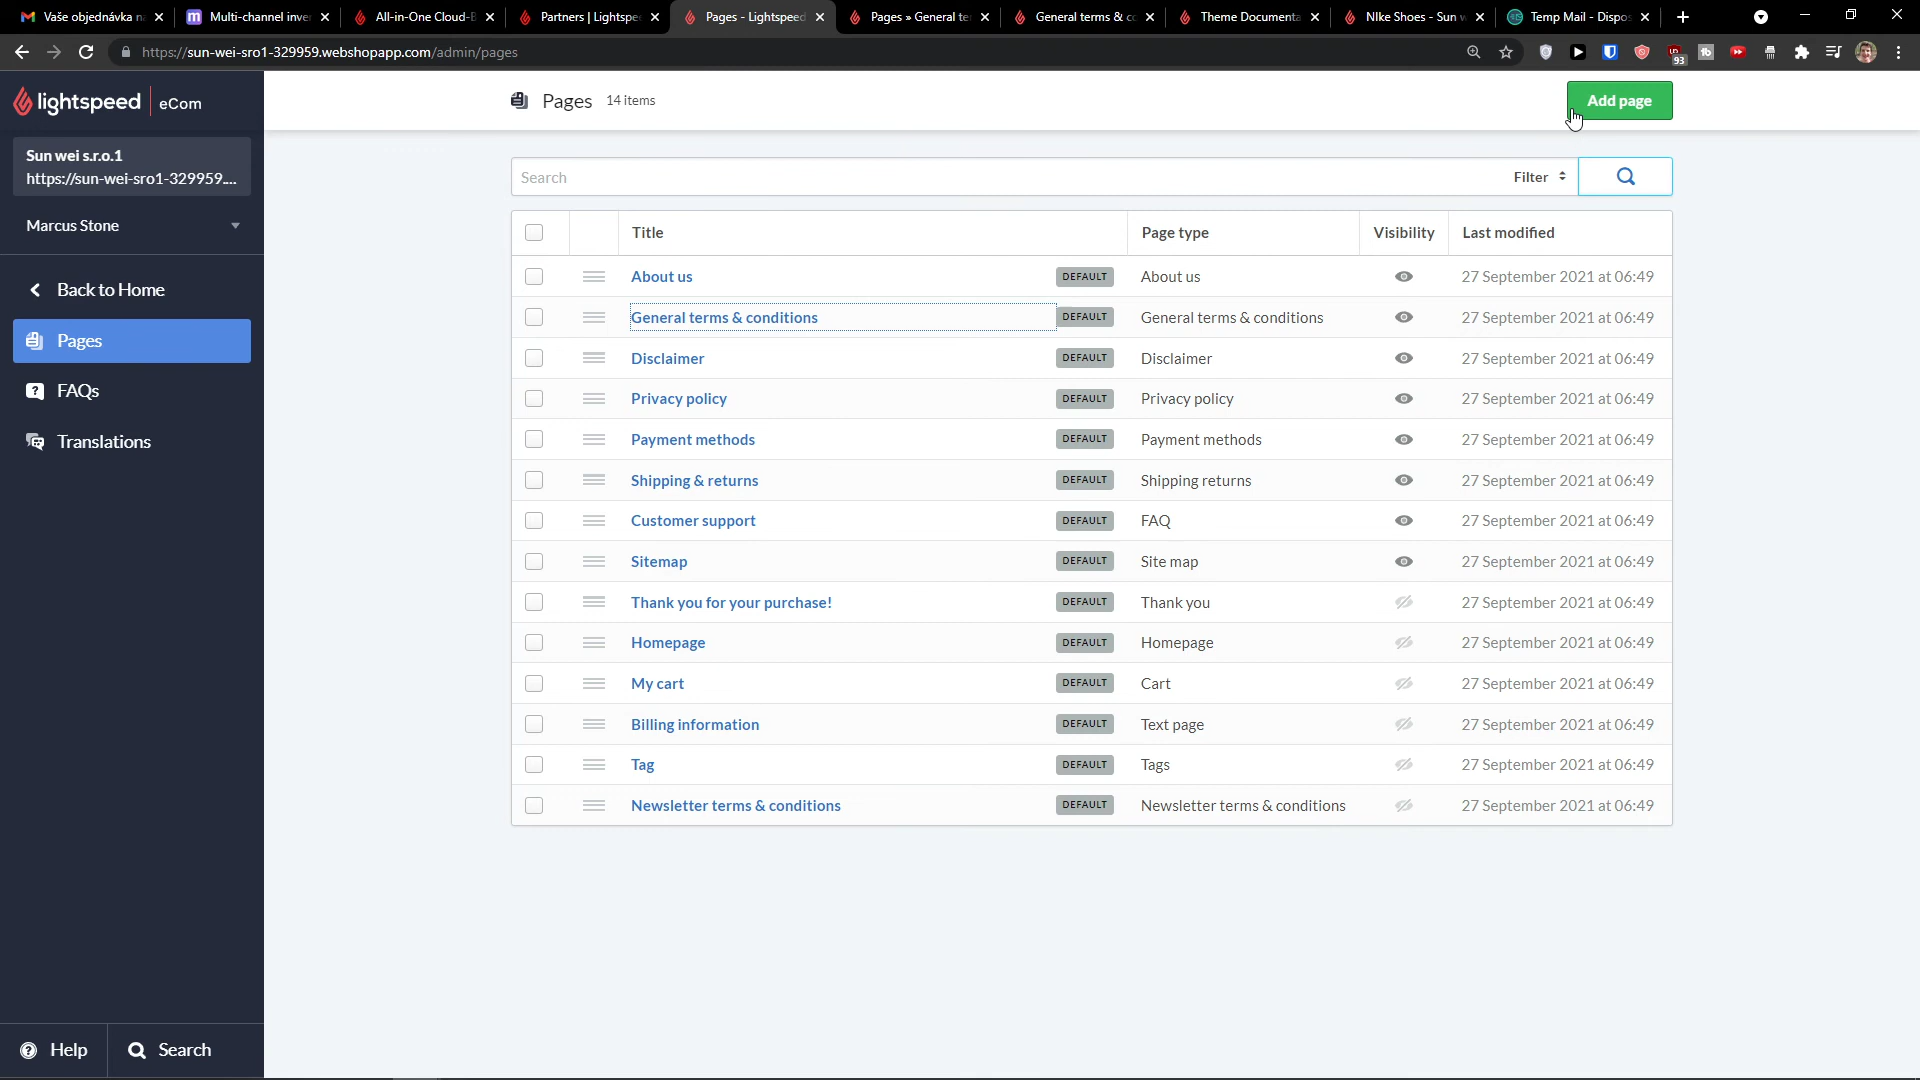 Vaše objednávka n
Multi-channel inve
All-in-One Cloud-B
Partners | Lightspe
Pages - Lightspeed
Pages » General te
General terms & c
Theme Documenta
NIke Shoes - Sun w
Temp Mail - Dispos
https://sun-wei-sro1-329959.webshopapp.com/admin/pages
93
lightspeed eCom
Sun wei s.r.o.1
https://sun-wei-sro1-329959....
Marcus Stone
Back to Home
Pages
FAQs
Translations
Help
Search
Pages 14 items
Add page
Search
Filter
Title Page type Visibility Last modified
About us DEFAULT About us 27 September 2021 at 06:49
General terms & conditions DEFAULT General terms & conditions 27 September 2021 at 06:49
Disclaimer DEFAULT Disclaimer 27 September 2021 at 06:49
Privacy policy DEFAULT Privacy policy 27 September 2021 at 06:49
Payment methods DEFAULT Payment methods 27 September 2021 at 06:49
Shipping & returns DEFAULT Shipping returns 27 September 2021 at 06:49
Customer support DEFAULT FAQ 27 September 2021 at 06:49
Sitemap DEFAULT Site map 27 September 2021 at 06:49
Thank you for your purchase! DEFAULT Thank you 27 September 2021 at 06:49
Homepage DEFAULT Homepage 27 September 2021 at 06:49
My cart DEFAULT Cart 27 September 2021 at 06:49
Billing information DEFAULT Text page 27 September 2021 at 06:49
Tag DEFAULT Tags 27 September 2021 at 06:49
Newsletter terms & conditions DEFAULT Newsletter terms & conditions 27 September 2021 at 06:49